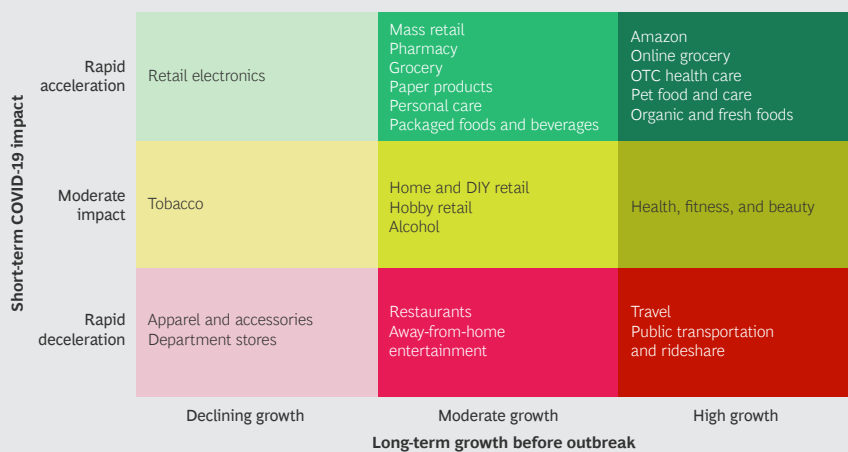 Short-term COVID-19 impact
Rapid
acceleration
Retail electronics
Mass retail
Pharmacy
Grocery
Paper products
Personal care
Packaged foods and beverages
Amazon
Online grocery
OTC health care
Pet food and care
Organic and fresh foods
Moderate
impact
Tobacco
Home and DIY retail
Hobby retail
Alcohol
Health, fitness, and beauty
Rapid
deceleration
Apparel and accessories
Department stores
Restaurants
Away-from-home
entertainment
Travel
Public transportation
and rideshare
Declining growth
Moderate growth
High growth
Long-term growth before outbreak